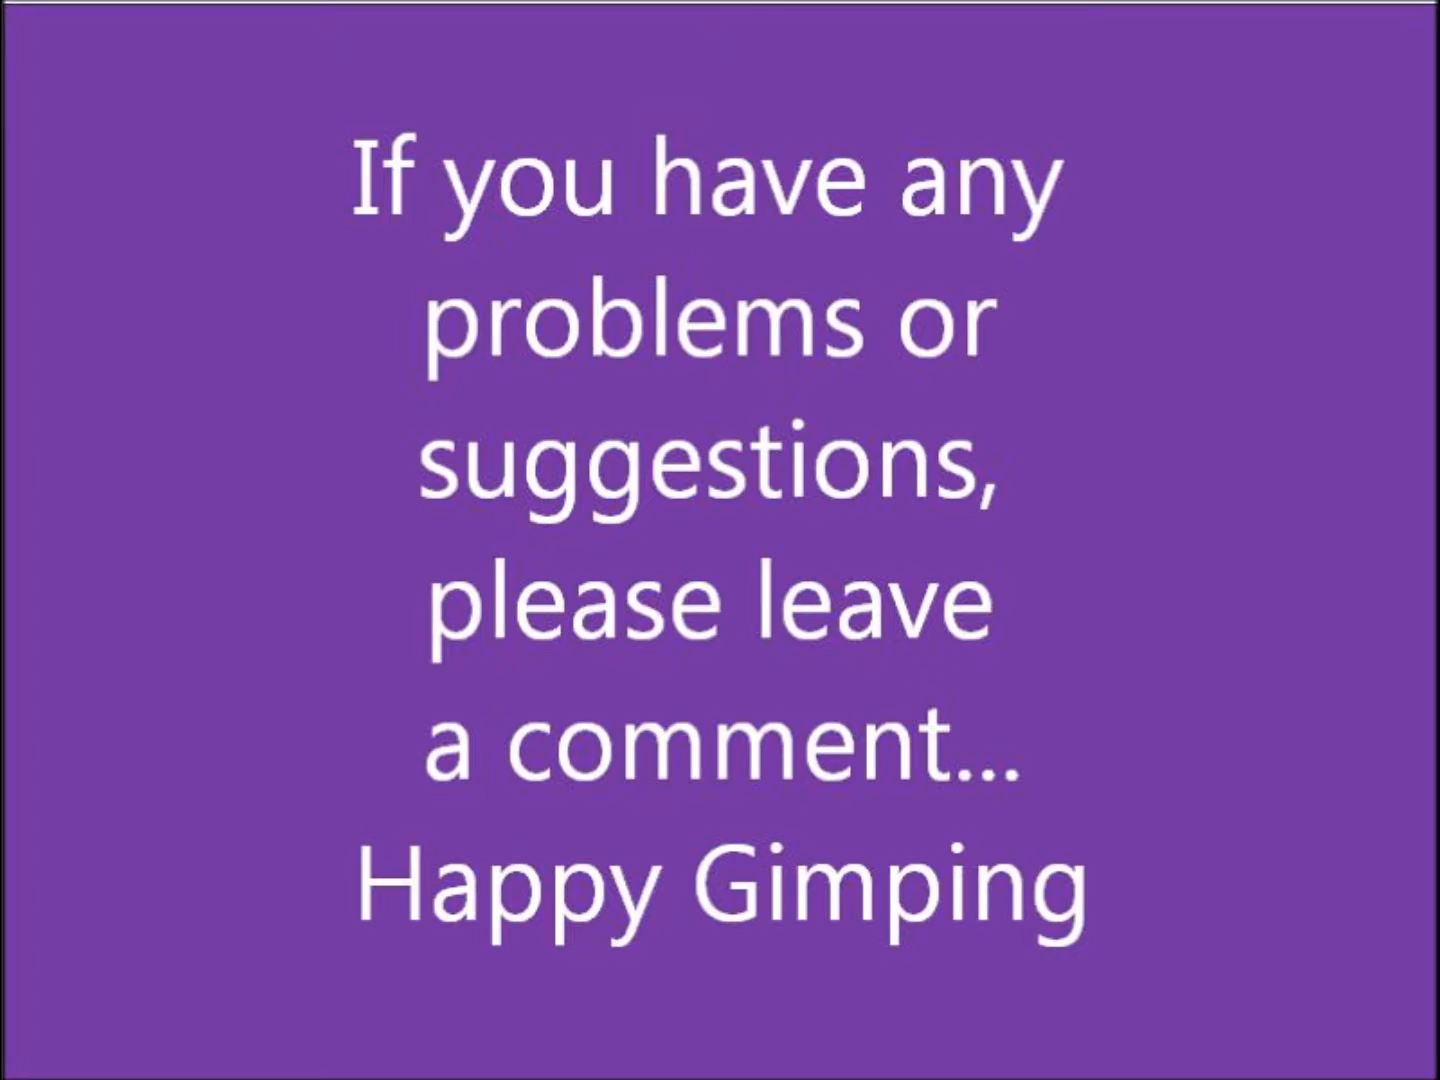 If you have any
problems or
suggestions,
please leave
a comment...
Happy Gimping